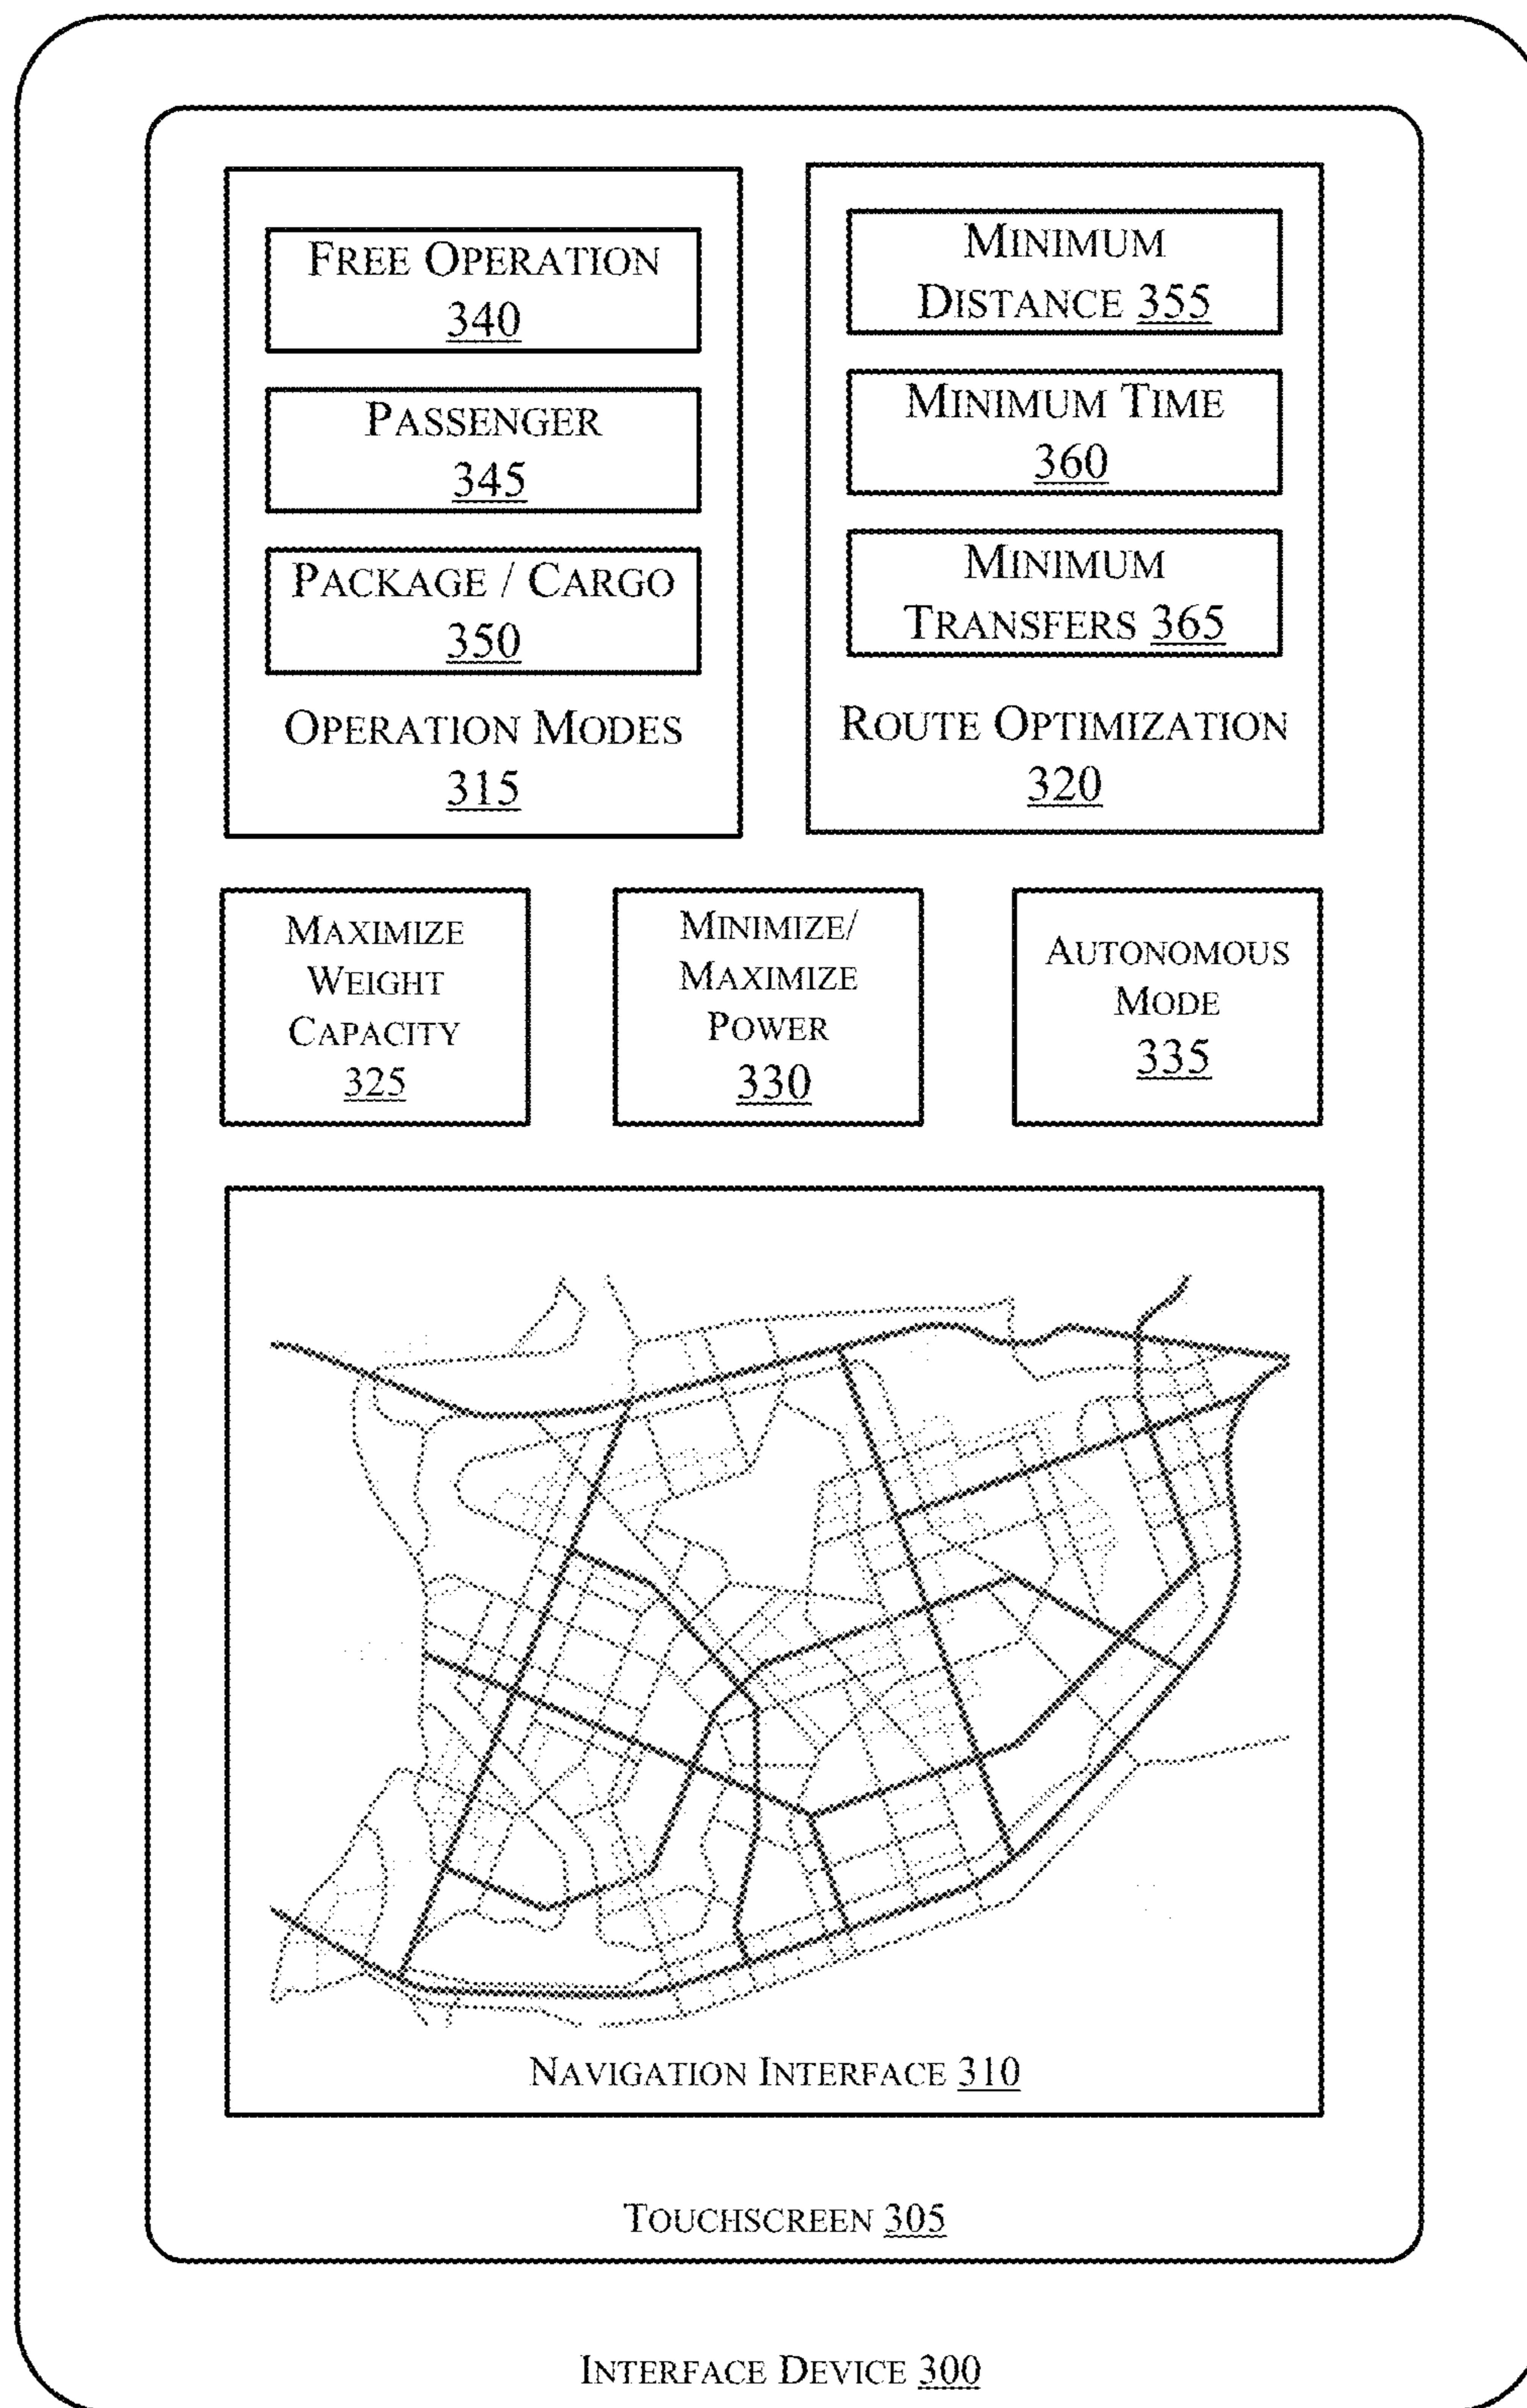 FREE OPERATION
340
PASSENGER
345
PACKAGE / CARGO
350
OPERATION MODES
315
MINIMUM
DISTANCE 355
MINIMUM TIME
360
MINIMUM
TRANSFERS 365
ROUTE OPTIMIZATION
320
MAXIMIZE
WEIGHT
CAPACITY
325
MINIMIZE/
MAXIMIZE
POWER
330
AUTONOMOUS
MODE
335
NAVIGATION INTERFACE 310
TOUCHSCREEN 305
INTERFACE DEVICE 300